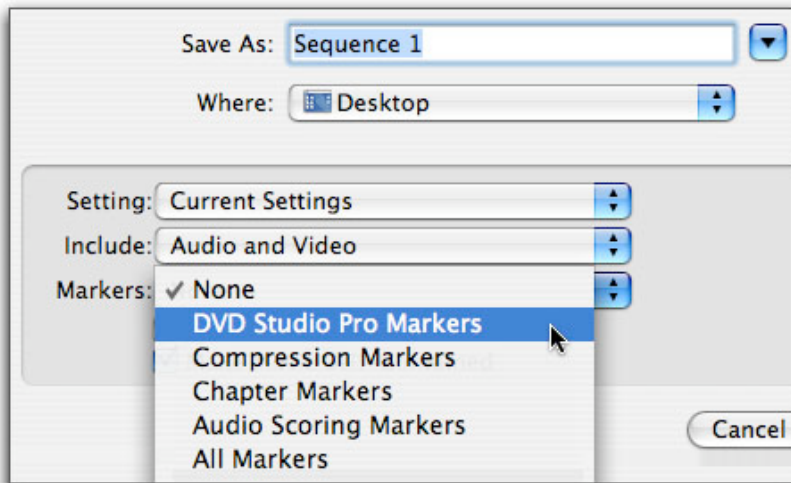 Save As: Sequence 1
Where: Desktop
Setting: Current Settings
Include: Audio and Video
Markers: ✓ None
DVD Studio Pro Markers
Compression Markers
Chapter Markers
Audio Scoring Markers
All Markers
Cancel